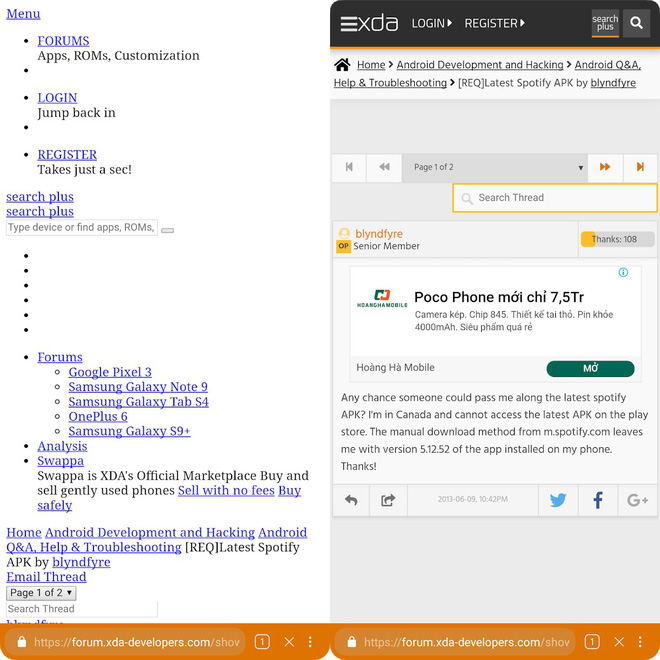 Menu
FORUMS
Apps, ROMs, Customization
LOGIN
Jump back in
REGISTER
Takes just a sec!
search plus
search plus
Type device or find apps, ROMs,
Forums
Google Pixel 3
Samsung Galaxy Note 9
Samsung Galaxy Tab S4
OnePlus 6
Samsung Galaxy S9+
Analysis
Swappa
Swappa is XDA's Official Marketplace Buy and
sell gently used phones Sell with no fees Buy
safely
Home Android Development and Hacking Android
Q&A, Help & Troubleshooting [REQ]Latest Spotify
APK by blyndfyre
Email Thread
Page 1 of 2
Search Thread
blyndfyre
https://forum.xda-developers.com/show
1
xda
LOGIN
REGISTER
search
plus
Home > Android Development and Hacking > Android Q&A,
Help & Troubleshooting > [REQ]Latest Spotify APK by blyndfyre
Page 1 of 2
Search Thread
blyndfyre
OP Senior Member
Thanks: 108
HOANGHAMOBILE
Poco Phone mới chỉ 7,5Tr
Camera kép. Chip 845. Thiết kế tai thỏ. Pin khỏe
4000mAh. Siêu phẩm quá rẻ
Hoàng Hà Mobile
MỞ
Any chance someone could pass me along the latest spotify
APK? I'm in Canada and cannot access the latest APK on the play
store. The manual download method from m.spotify.com leaves
me with version 5.12.52 of the app installed on my phone.
Thanks!
2013-06-09, 10:42PM
G+
https://forum.xda-developers.com/show
1